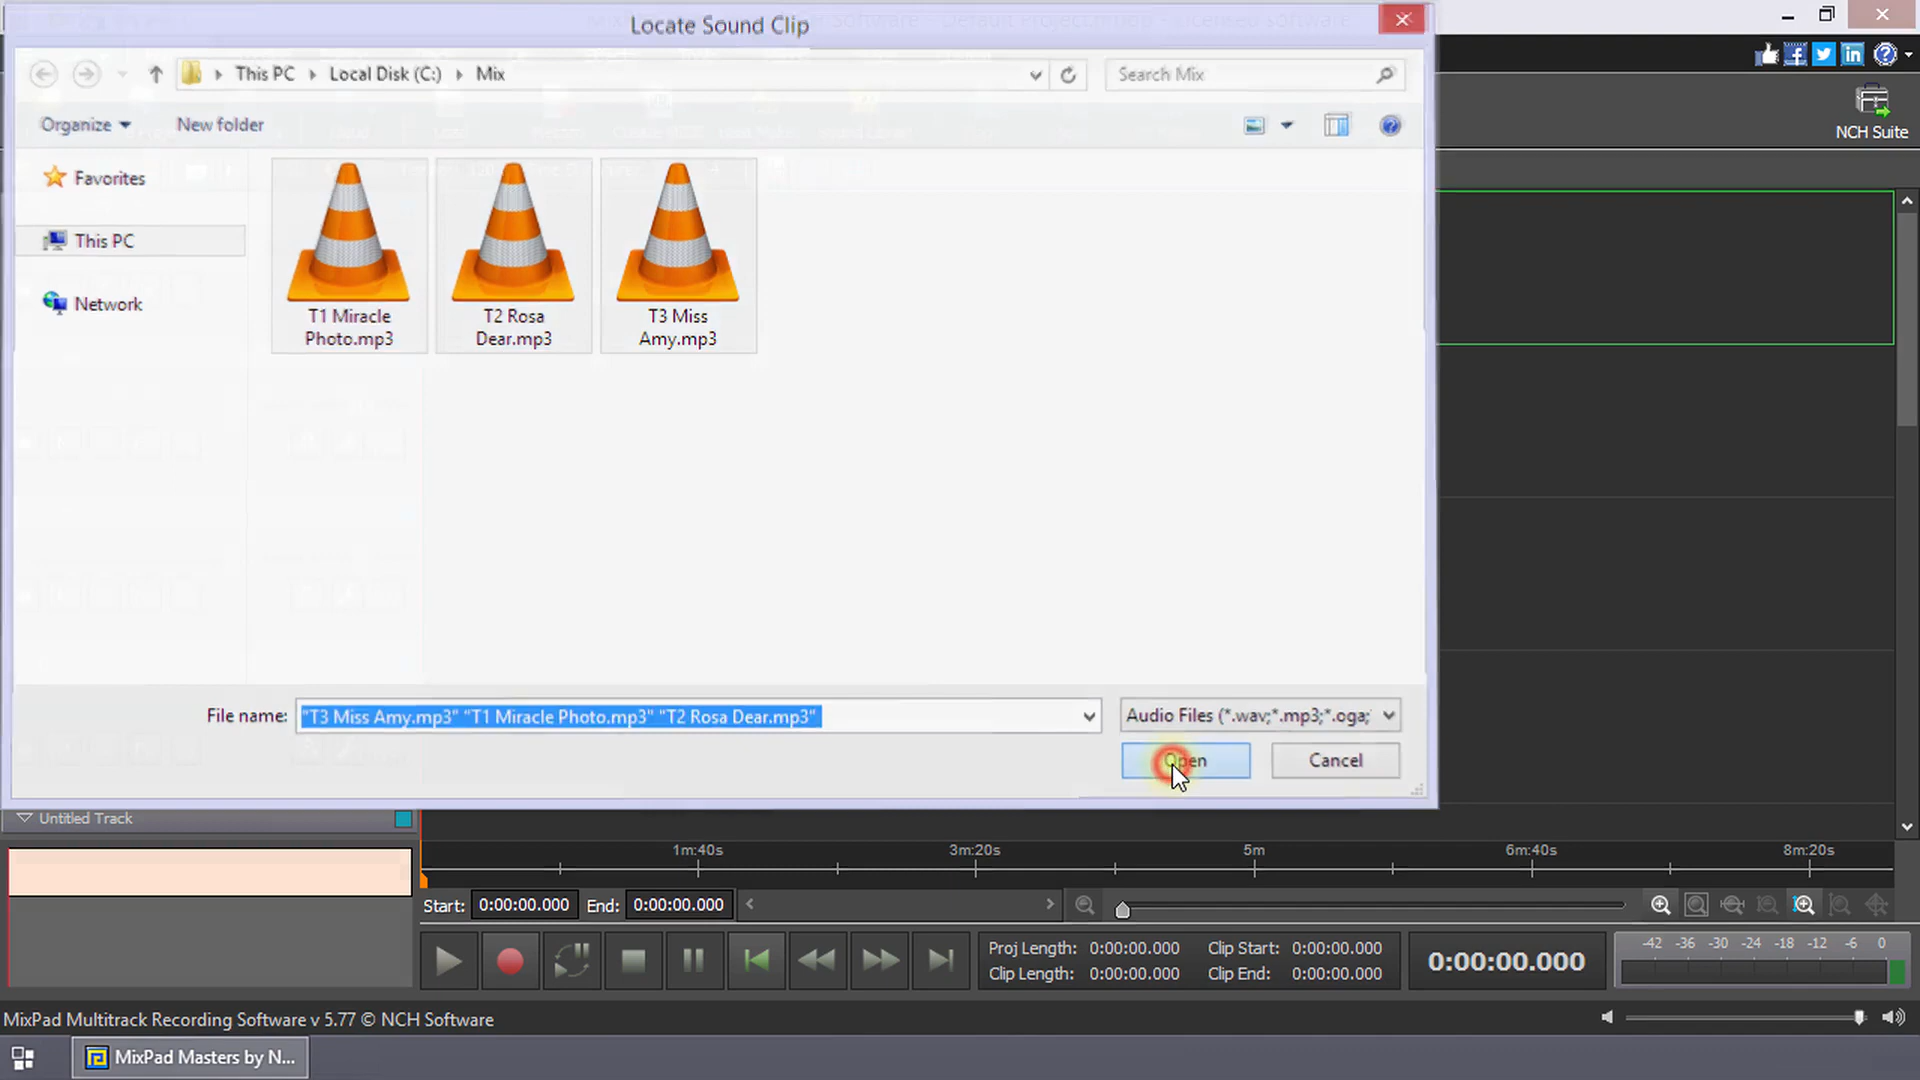 Locate Sound Clip
This PC
Local Disk (C:)
Mix
Search Mix
Organize
New folder
NCH Suite
Favorites
This PC
Network
T1 Miracle
Photo.mp3
T2 Rosa
Dear.mp3
T3 Miss
Amy.mp3
File name:
"T3 Miss Amy.mp3" "T1 Miracle Photo.mp3" "T2 Rosa Dear.mp3"
Audio Files (*.wav;*.mp3;*.oga;
Open
Cancel
Untitled Track
1m:40s
3m:20s
5m
6m:40s
8m:20s
Start: 0:00:00.000 End: 0:00:00.000
Proj Length: 0:00:00.000 Clip Start: 0:00:00.000
Clip Length: 0:00:00.000 Clip End: 0:00:00.000
0:00:00.000
-42 -36 -30 -24 -18 -12 -6 0
MixPad Multitrack Recording Software v 5.77 © NCH Software
MixPad Masters by N...